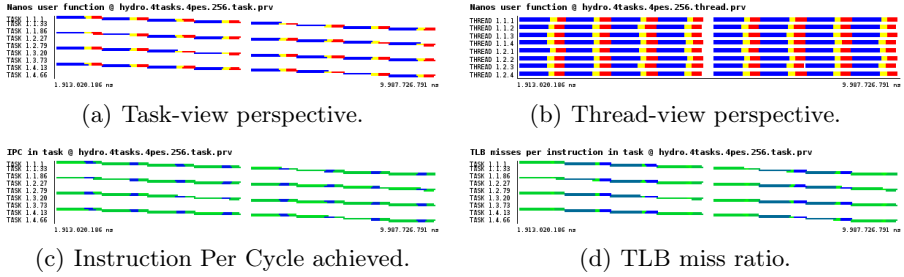 Nanos user function @ hydro.4tasks.4pes.256.task.prv
TASK 1.1.1
TASK 1.1.33
TASK 1.1.86
TASK 1.2.27
TASK 1.2.79
TASK 1.3.20
TASK 1.3.73
TASK 1.4.13
TASK 1.4.66
1.913.020.186 ns
9.987.726.791 ns
(a) Task-view perspective.
Nanos user function @ hydro.4tasks.4pes.256.thread.prv
THREAD 1.1.1
THREAD 1.1.2
THREAD 1.1.3
THREAD 1.1.4
THREAD 1.2.1
THREAD 1.2.2
THREAD 1.2.3
THREAD 1.2.4
1.913.020.186 ns
9.987.726.791 ns
(b) Thread-view perspective.
IPC in task @ hydro.4tasks.4pes.256.task.prv
TASK 1.1.1
TASK 1.1.33
TASK 1.1.86
TASK 1.2.27
TASK 1.2.79
TASK 1.3.20
TASK 1.3.73
TASK 1.4.13
TASK 1.4.66
1.913.020.186 ns
9.987.726.791 ns
(c) Instruction Per Cycle achieved.
TLB misses per instruction in task @ hydro.4tasks.4pes.256.task.prv
TASK 1.1.1
TASK 1.1.33
TASK 1.1.86
TASK 1.2.27
TASK 1.2.79
TASK 1.3.20
TASK 1.3.73
TASK 1.4.13
TASK 1.4.66
1.913.020.186 ns
9.987.726.791 ns
(d) TLB miss ratio.